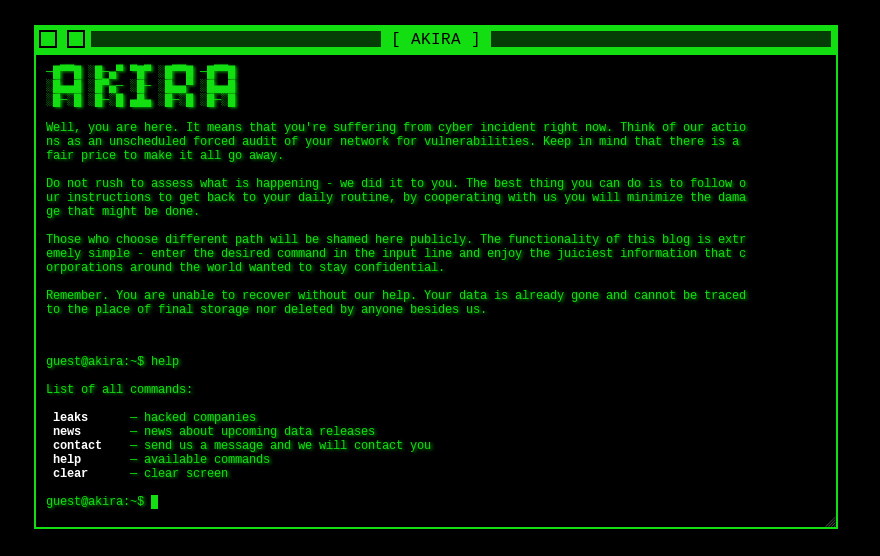 [ AKIRA ]
AKIRA
Well, you are here. It means that you're suffering from cyber incident right now. Think of our actio
ns as an unscheduled forced audit of your network for vulnerabilities. Keep in mind that there is a
fair price to make it all go away.
Do not rush to assess what is happening - we did it to you. The best thing you can do is to follow o
ur instructions to get back to your daily routine, by cooperating with us you will minimize the dama
ge that might be done.
Those who choose different path will be shamed here publicly. The functionality of this blog is extr
emely simple - enter the desired command in the input line and enjoy the juiciest information that c
orporations around the world wanted to stay confidential.
Remember. You are unable to recover without our help. Your data is already gone and cannot be traced
to the place of final storage nor deleted by anyone besides us.
guest@akira:~$ help
List of all commands:
leaks — hacked companies
news — news about upcoming data releases
contact — send us a message and we will contact you
help — available commands
clear — clear screen
guest@akira:~$